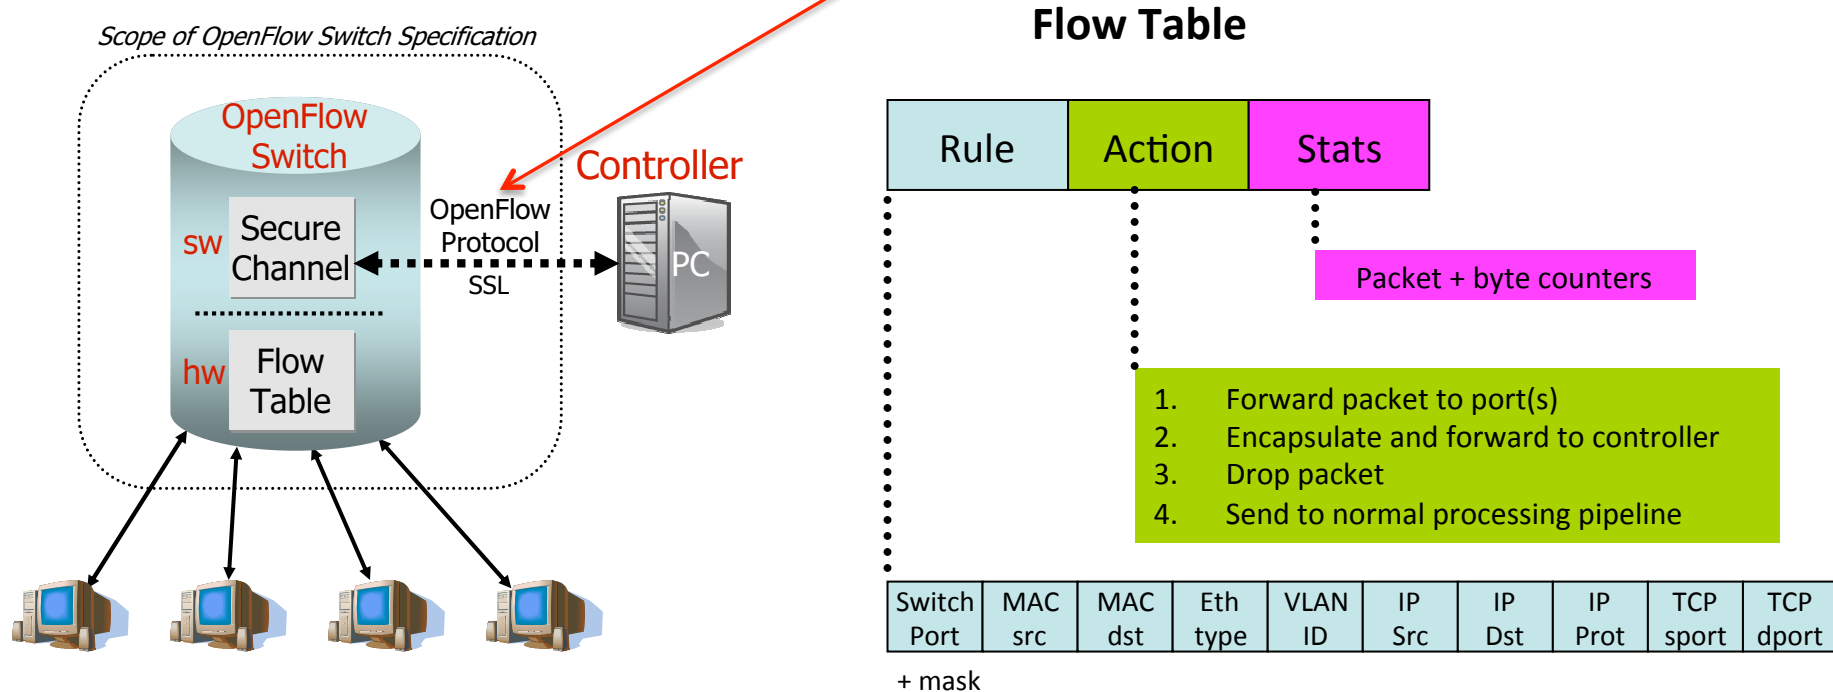 Scope of OpenFlow Switch Specification
OpenFlow
Switch
sw
Secure
Channel
hw
Flow
Table
OpenFlow
Protocol
SSL
Controller
PC
Flow Table
Rule
Action
Stats
Packet + byte counters
1. Forward packet to port(s)
2. Encapsulate and forward to controller
3. Drop packet
4. Send to normal processing pipeline
Switch Port
MAC src
MAC dst
Eth type
VLAN ID
IP Src
IP Dst
IP Prot
TCP sport
TCP dport
+ mask